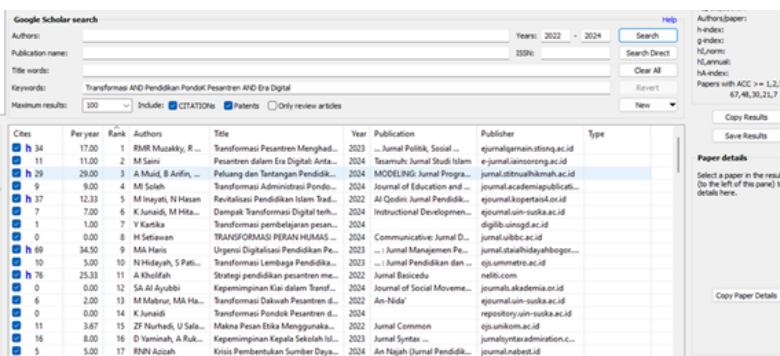 Authors/paper:
Google Scholar search Help
h-index:
Authors: Years: 2022 - 2024 Search
g-index:
hI,norm:
Publication name: ISSN: Search Direct
hI,annual:
hA-index:
Title words: Clear All
Papers with ACC >= 1,2,
Keywords: Transformasi AND Pendidikan PondoK Pesantren AND Era Digital Revert
67,48,30,21,7
Maximum results: 100 Include: CITATIONs Patents Only review articles New
Copy Results
Cites Per year Rank Authors Title Year Publication Publisher Type
Save Results
h 34 17.00 1 RMR Muzakky, R ... Transformasi Pesantren Menghad... 2023 ... Jurnal Politik, Sosial ... ejurnalqarnain.stisnq.ac.id
11 11.00 2 M Saini Pesantren dalam Era Digital: Anta... 2024 Tasamuh: Jurnal Studi Islam e-jurnal.iainsorong.ac.id
Paper details
h 29 29.00 3 A Muid, B Arifin, ... Peluang dan Tantangan Pendidik... 2024 MODELING: Jurnal Progra... jurnal.stitnualhikmah.ac.id
Select a paper in the resu
9 9.00 4 MI Soleh Transformasi Administrasi Pondo... 2024 Journal of Education and ... journal.academiapublicati...
(to the left of this pane) t
h 37 12.33 5 M Inayati, N Hasan Revitalisasi Pendidikan Islam Trad... 2022 Al Qodiri: Jurnal Pendidik... ejournal.kopertais4.or.id
details here.
7 7.00 6 K Junaidi, M Hita... Dampak Transformasi Digital terh... 2024 Instructional Developmen... ejournal.uin-suska.ac.id
1 1.00 7 Y Kartika Transformasi pembelajaran pesan... 2024 digilib.uinsgd.ac.id
0 0.00 8 H Setiawan TRANSFORMASI PERAN HUMAS ... 2024 Communicative: Jurnal D... jurnal.uibbc.ac.id
h 69 34.50 9 MA Haris Urgensi Digitalisasi Pendidikan Pe... 2023 ...: Jurnal Manajemen Pe... jurnal.staialhidayahbogor....
10 5.00 10 N Hidayah, S Pati... Transformasi Lembaga Pendidika... 2023 ...: Jurnal Pendidikan dan ... ojs.ummetro.ac.id
h 76 25.33 11 A Kholifah Strategi pendidikan pesantren me... 2022 Jurnal Basicedu neliti.com
0 0.00 12 SA Al Ayyubi Kepemimpinan Kiai dalam Transf... 2024 Journal of Social Moveme... journals.akademia.or.id
6 2.00 13 M Mabrur, MA Ha... Transformasi Dakwah Pesantren d... 2022 An-Nida' ejournal.uin-suska.ac.id
Copy Paper Details
0 0.00 14 K Junaidi Transformasi Pondok Pesantren d... 2024 repository.uin-suska.ac.id
11 3.67 15 ZF Nurhadi, U Sala... Makna Pesan Etika Menggunaka... 2022 Jurnal Common ojs.unikom.ac.id
16 8.00 16 D Yaminah, A Ruk... Kepemimpinan Kepala Sekolah Isl... 2023 Jurnal Syntax ... jurnalsyntaxadmiration.c...
5 5.00 17 RNN Azizah Krisis Pembentukan Sumber Daya... 2024 An Najah (Jurnal Pendidik... journal.nabest.id